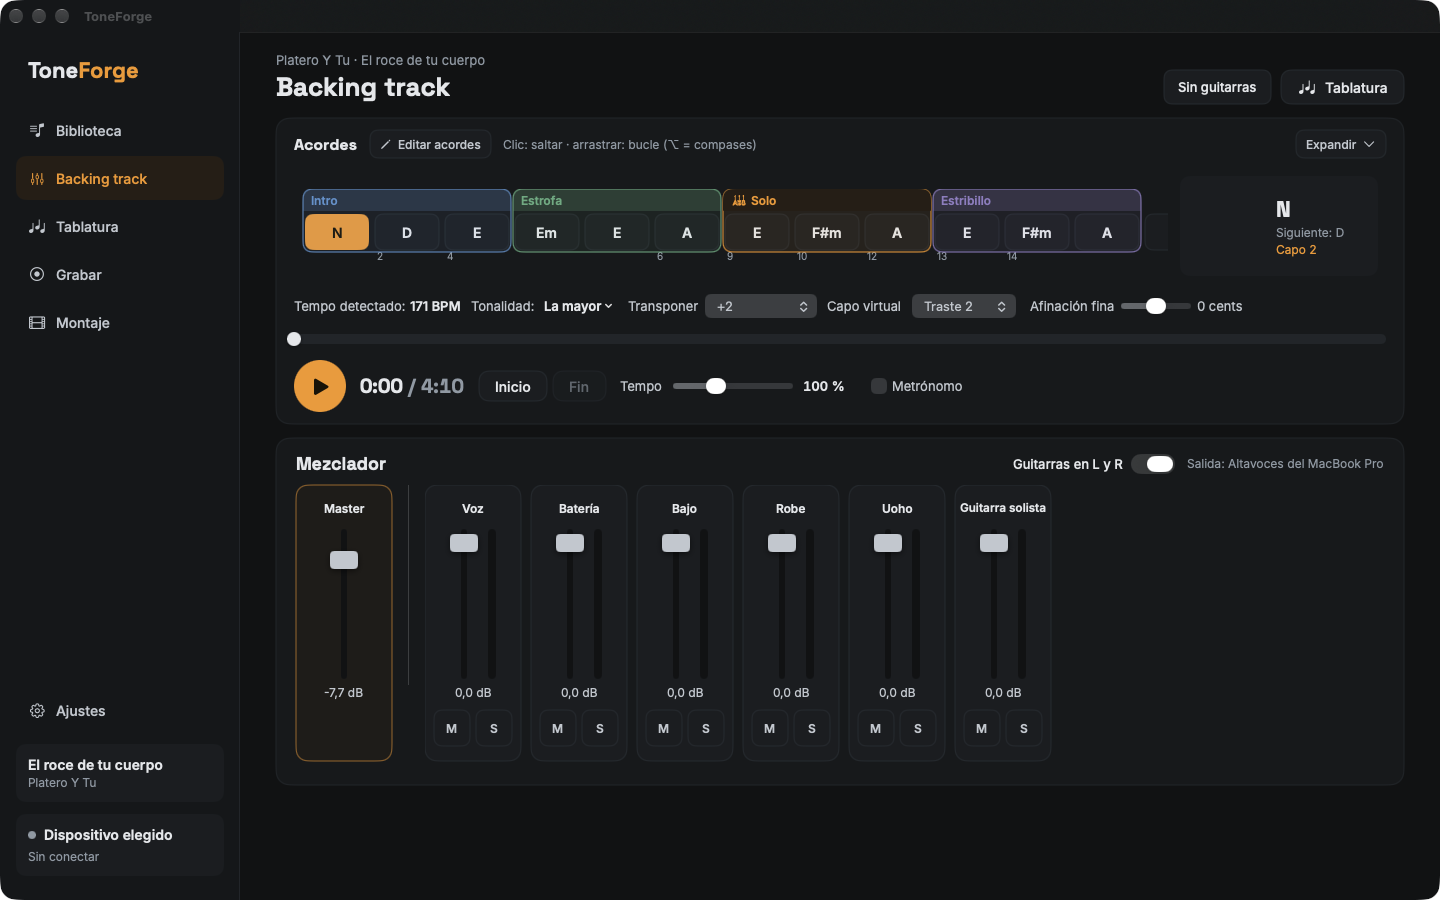 ToneForge
ToneForge
Biblioteca
Backing track
Tablatura
Grabar
Montaje
Ajustes
El roce de tu cuerpo
Platero Y Tu
Dispositivo elegido
Sin conectar
Platero Y Tu · El roce de tu cuerpo
Backing track
Sin guitarras
Tablatura
Acordes
Editar acordes
Clic: saltar · arrastrar: bucle (⌥ = compases)
Expandir
Intro Estrofa Solo Estribillo
N D E Em E A E F#m A E F#m A
2 4 6 9 10 12 13 14
N
Siguiente: D
Capo 2
Tempo detectado: 171 BPM Tonalidad: La mayor Transponer +2 Capo virtual Traste 2 Afinación fina 0 cents
0:00 / 4:10 Inicio Fin Tempo 100 % Metrónomo
Mezclador
Guitarras en L y R
Salida: Altavoces del MacBook Pro
Master Voz Batería Bajo Robe Uoho Guitarra solista
-7,7 dB 0,0 dB 0,0 dB 0,0 dB 0,0 dB 0,0 dB 0,0 dB
M S M S M S M S M S M S